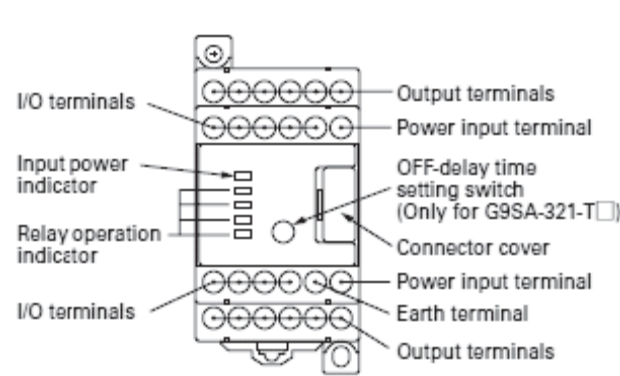 I/O terminals
Input power
indicator
Relay operation
indicator
I/O terminals
Output terminals
Power input terminal
OFF-delay time
setting switch
(Only for G9SA-321-T□)
Connector cover
Power input terminal
Earth terminal
Output terminals